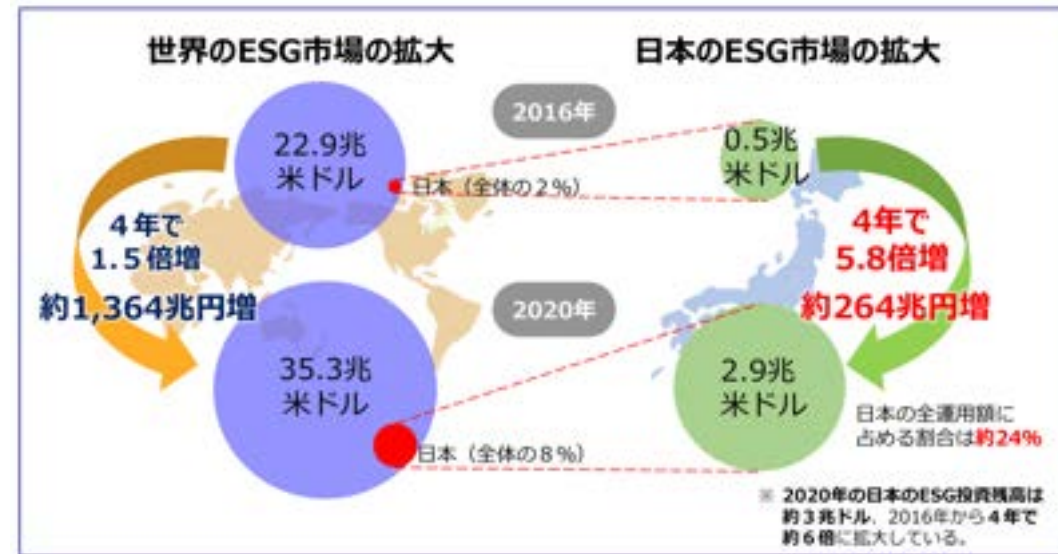 世界のESG市場の拡大
日本のESG市場の拡大
2016年
22.9兆
米ドル
日本（全体の２%）
0.5兆
米ドル
４年で
１.５倍増
約1,364兆円増
4年で
5.8倍増
約264兆円増
2020年
35.3兆
米ドル
日本（全体の８%）
2.9兆
米ドル
日本の全運用額に
占める割合は約24%
※ 2020年の日本のESG投資残高は
約３兆ドル、2016年から４年で
約６倍に拡大している。